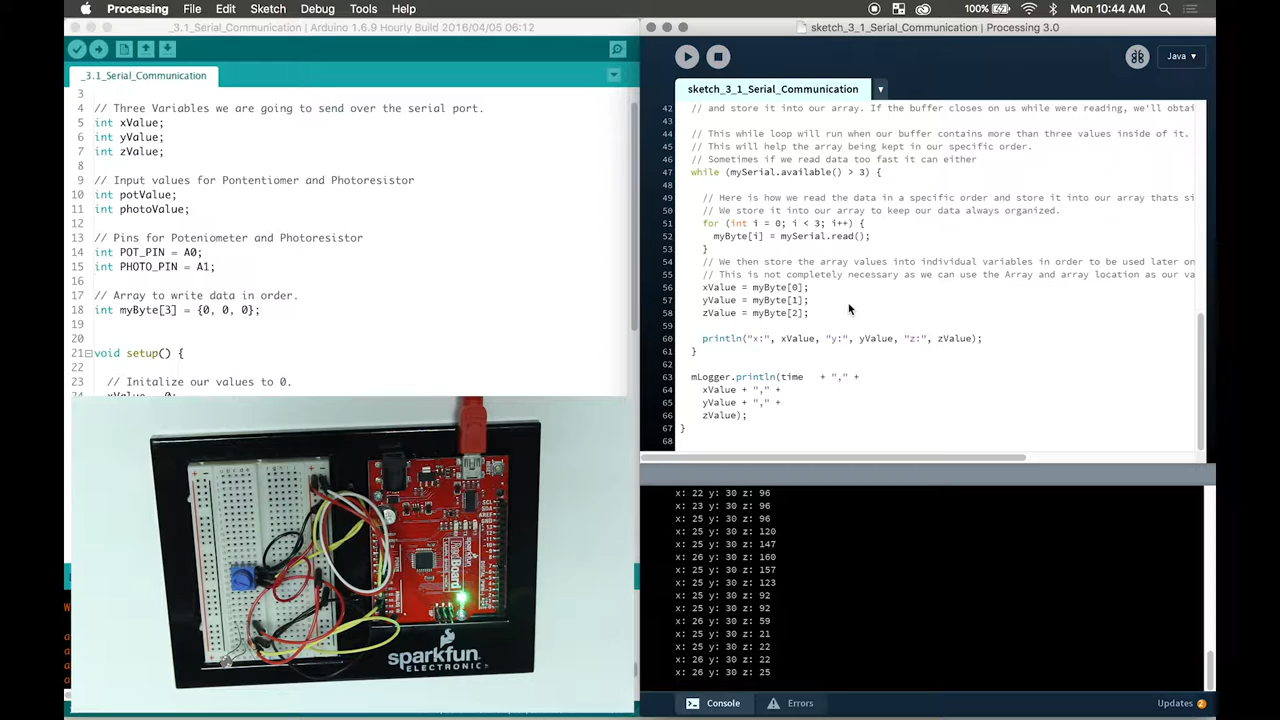 Processing File Edit Sketch Debug Tools Help
100% Mon 10:44 AM
_3.1_Serial_Communication | Arduino 1.6.9 Hourly Build 2016/04/05 06:12
_3.1_Serial_Communication
3
4 // Three Variables we are going to send over the serial port.
5 int xValue;
6 int yValue;
7 int zValue;
8
9 // Input values for Pontentiomer and Photoresistor
10 int potValue;
11 int photoValue;
12
13 // Pins for Poteniometer and Photoresistor
14 int POT_PIN = A0;
15 int PHOTO_PIN = A1;
16
17 // Array to write data in order.
18 int myByte[3] = {0, 0, 0};
19
20
21 void setup() {
22
23 // Initalize our values to 0.
sparkfun
ELECTRONICS
sketch_3_1_Serial_Communication | Processing 3.0
Java
sketch_3_1_Serial_Communication
42 // and store it into our array. If the buffer closes on us while were reading, we'll obtai
43
44 // This while loop will run when our buffer contains more than three values inside of it.
45 // This will help the array being kept in our specific order.
46 // Sometimes if we read data too fast it can either
47 while (mySerial.available() > 3) {
48
49 // Here is how we read the data in a specific order and store it into our array thats si
50 // We store it into our array to keep our data always organized.
51 for (int i = 0; i < 3; i++) {
52 myByte[i] = mySerial.read();
53 }
54 // We then store the array values into individual variables in order to be used later on
55 // This is not completely necessary as we can use the Array and array location as our va
56 xValue = myByte[0];
57 yValue = myByte[1];
58 zValue = myByte[2];
59
60 println("x:", xValue, "y:", yValue, "z:", zValue);
61 }
62
63 mLogger.println(time + "," +
64 xValue + "," +
65 yValue + "," +
66 zValue);
67 }
68
x: 22 y: 30 z: 96
x: 23 y: 30 z: 96
x: 25 y: 30 z: 96
x: 25 y: 30 z: 120
x: 25 y: 30 z: 147
x: 26 y: 30 z: 160
x: 25 y: 30 z: 157
x: 26 y: 30 z: 123
x: 25 y: 30 z: 92
x: 25 y: 30 z: 92
x: 26 y: 30 z: 59
x: 25 y: 30 z: 21
x: 25 y: 30 z: 22
x: 26 y: 30 z: 22
x: 26 y: 30 z: 25
Console Errors Updates 2